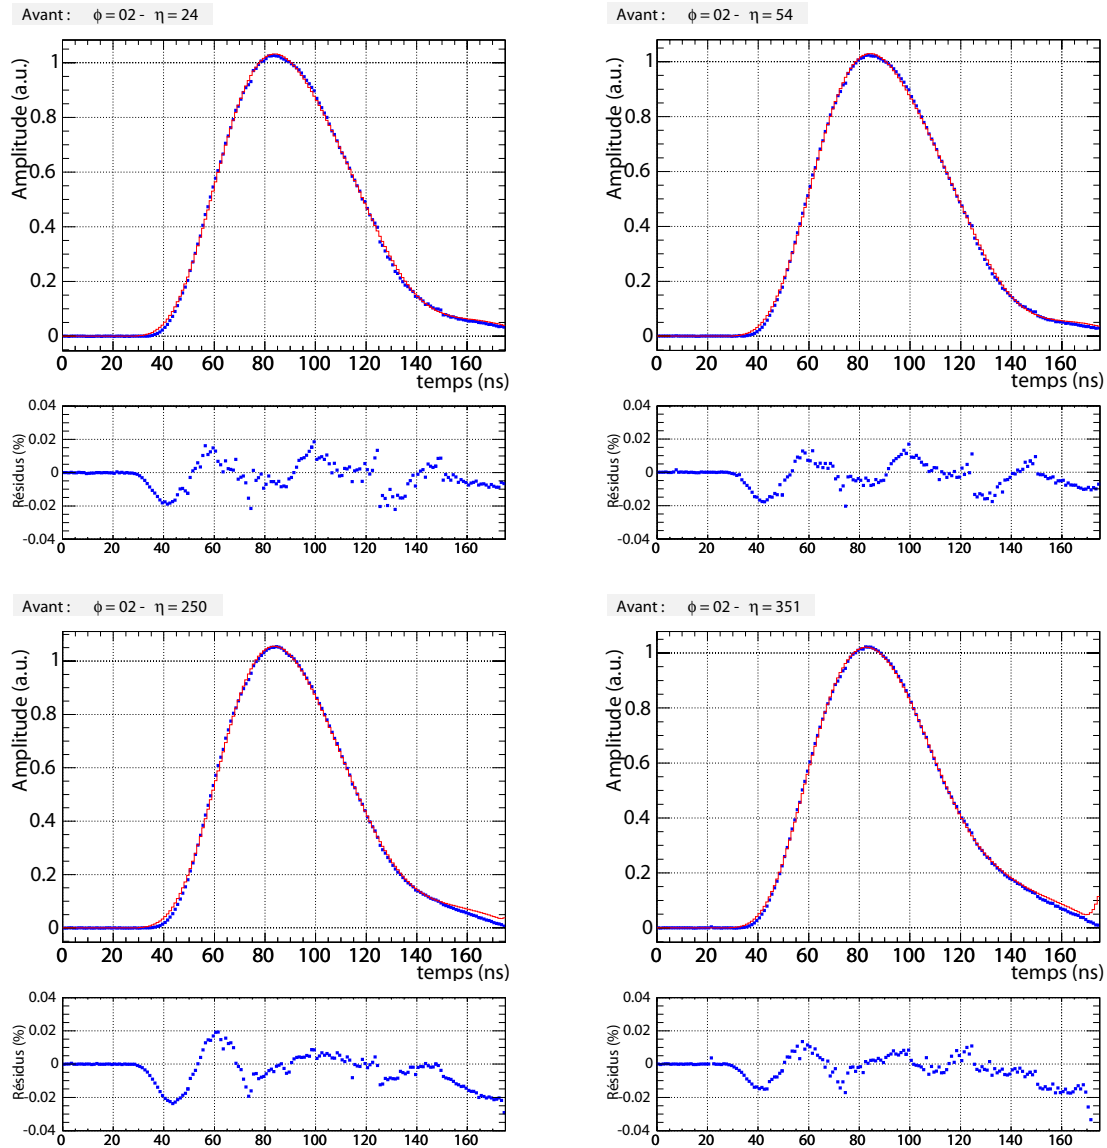 Avant : ϕ = 02 - η = 24
Amplitude (a.u.)
1
0.8
0.6
0.4
0.2
0
0 20 40 60 80 100 120 140 160
temps (ns)
Résidus (%)
0.04
0.02
0
-0.02
-0.04
0 20 40 60 80 100 120 140 160
Avant : ϕ = 02 - η = 54
Amplitude (a.u.)
1
0.8
0.6
0.4
0.2
0
0 20 40 60 80 100 120 140 160
temps (ns)
Résidus (%)
0.04
0.02
0
-0.02
-0.04
0 20 40 60 80 100 120 140 160
Avant : ϕ = 02 - η = 250
Amplitude (a.u.)
1
0.8
0.6
0.4
0.2
0
0 20 40 60 80 100 120 140 160
temps (ns)
Résidus (%)
0.04
0.02
0
-0.02
-0.04
0 20 40 60 80 100 120 140 160
Avant : ϕ = 02 - η = 351
Amplitude (a.u.)
1
0.8
0.6
0.4
0.2
0
0 20 40 60 80 100 120 140 160
temps (ns)
Résidus (%)
0.04
0.02
0
-0.02
-0.04
0 20 40 60 80 100 120 140 160